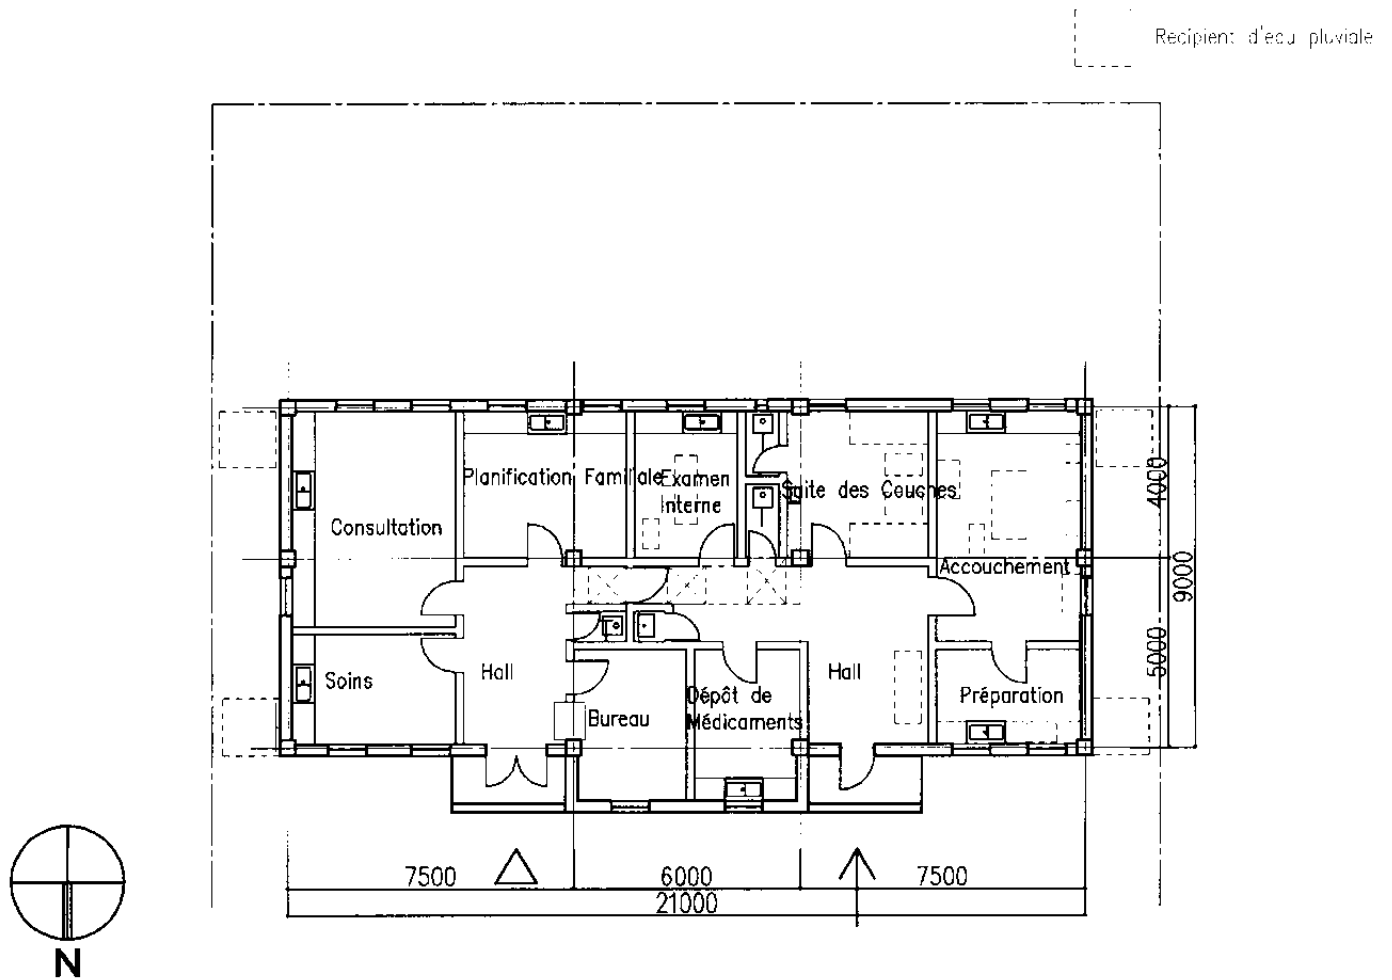 Recipient d'eau pluviale
Planification Familiale
Examen
Interne
Suite des Couches
Consultation
Accouchement
Soins
Hall
Bureau
Dépôt de
Médicaments
Hall
Préparation
4000
5000
9000
7500
6000
7500
21000
N